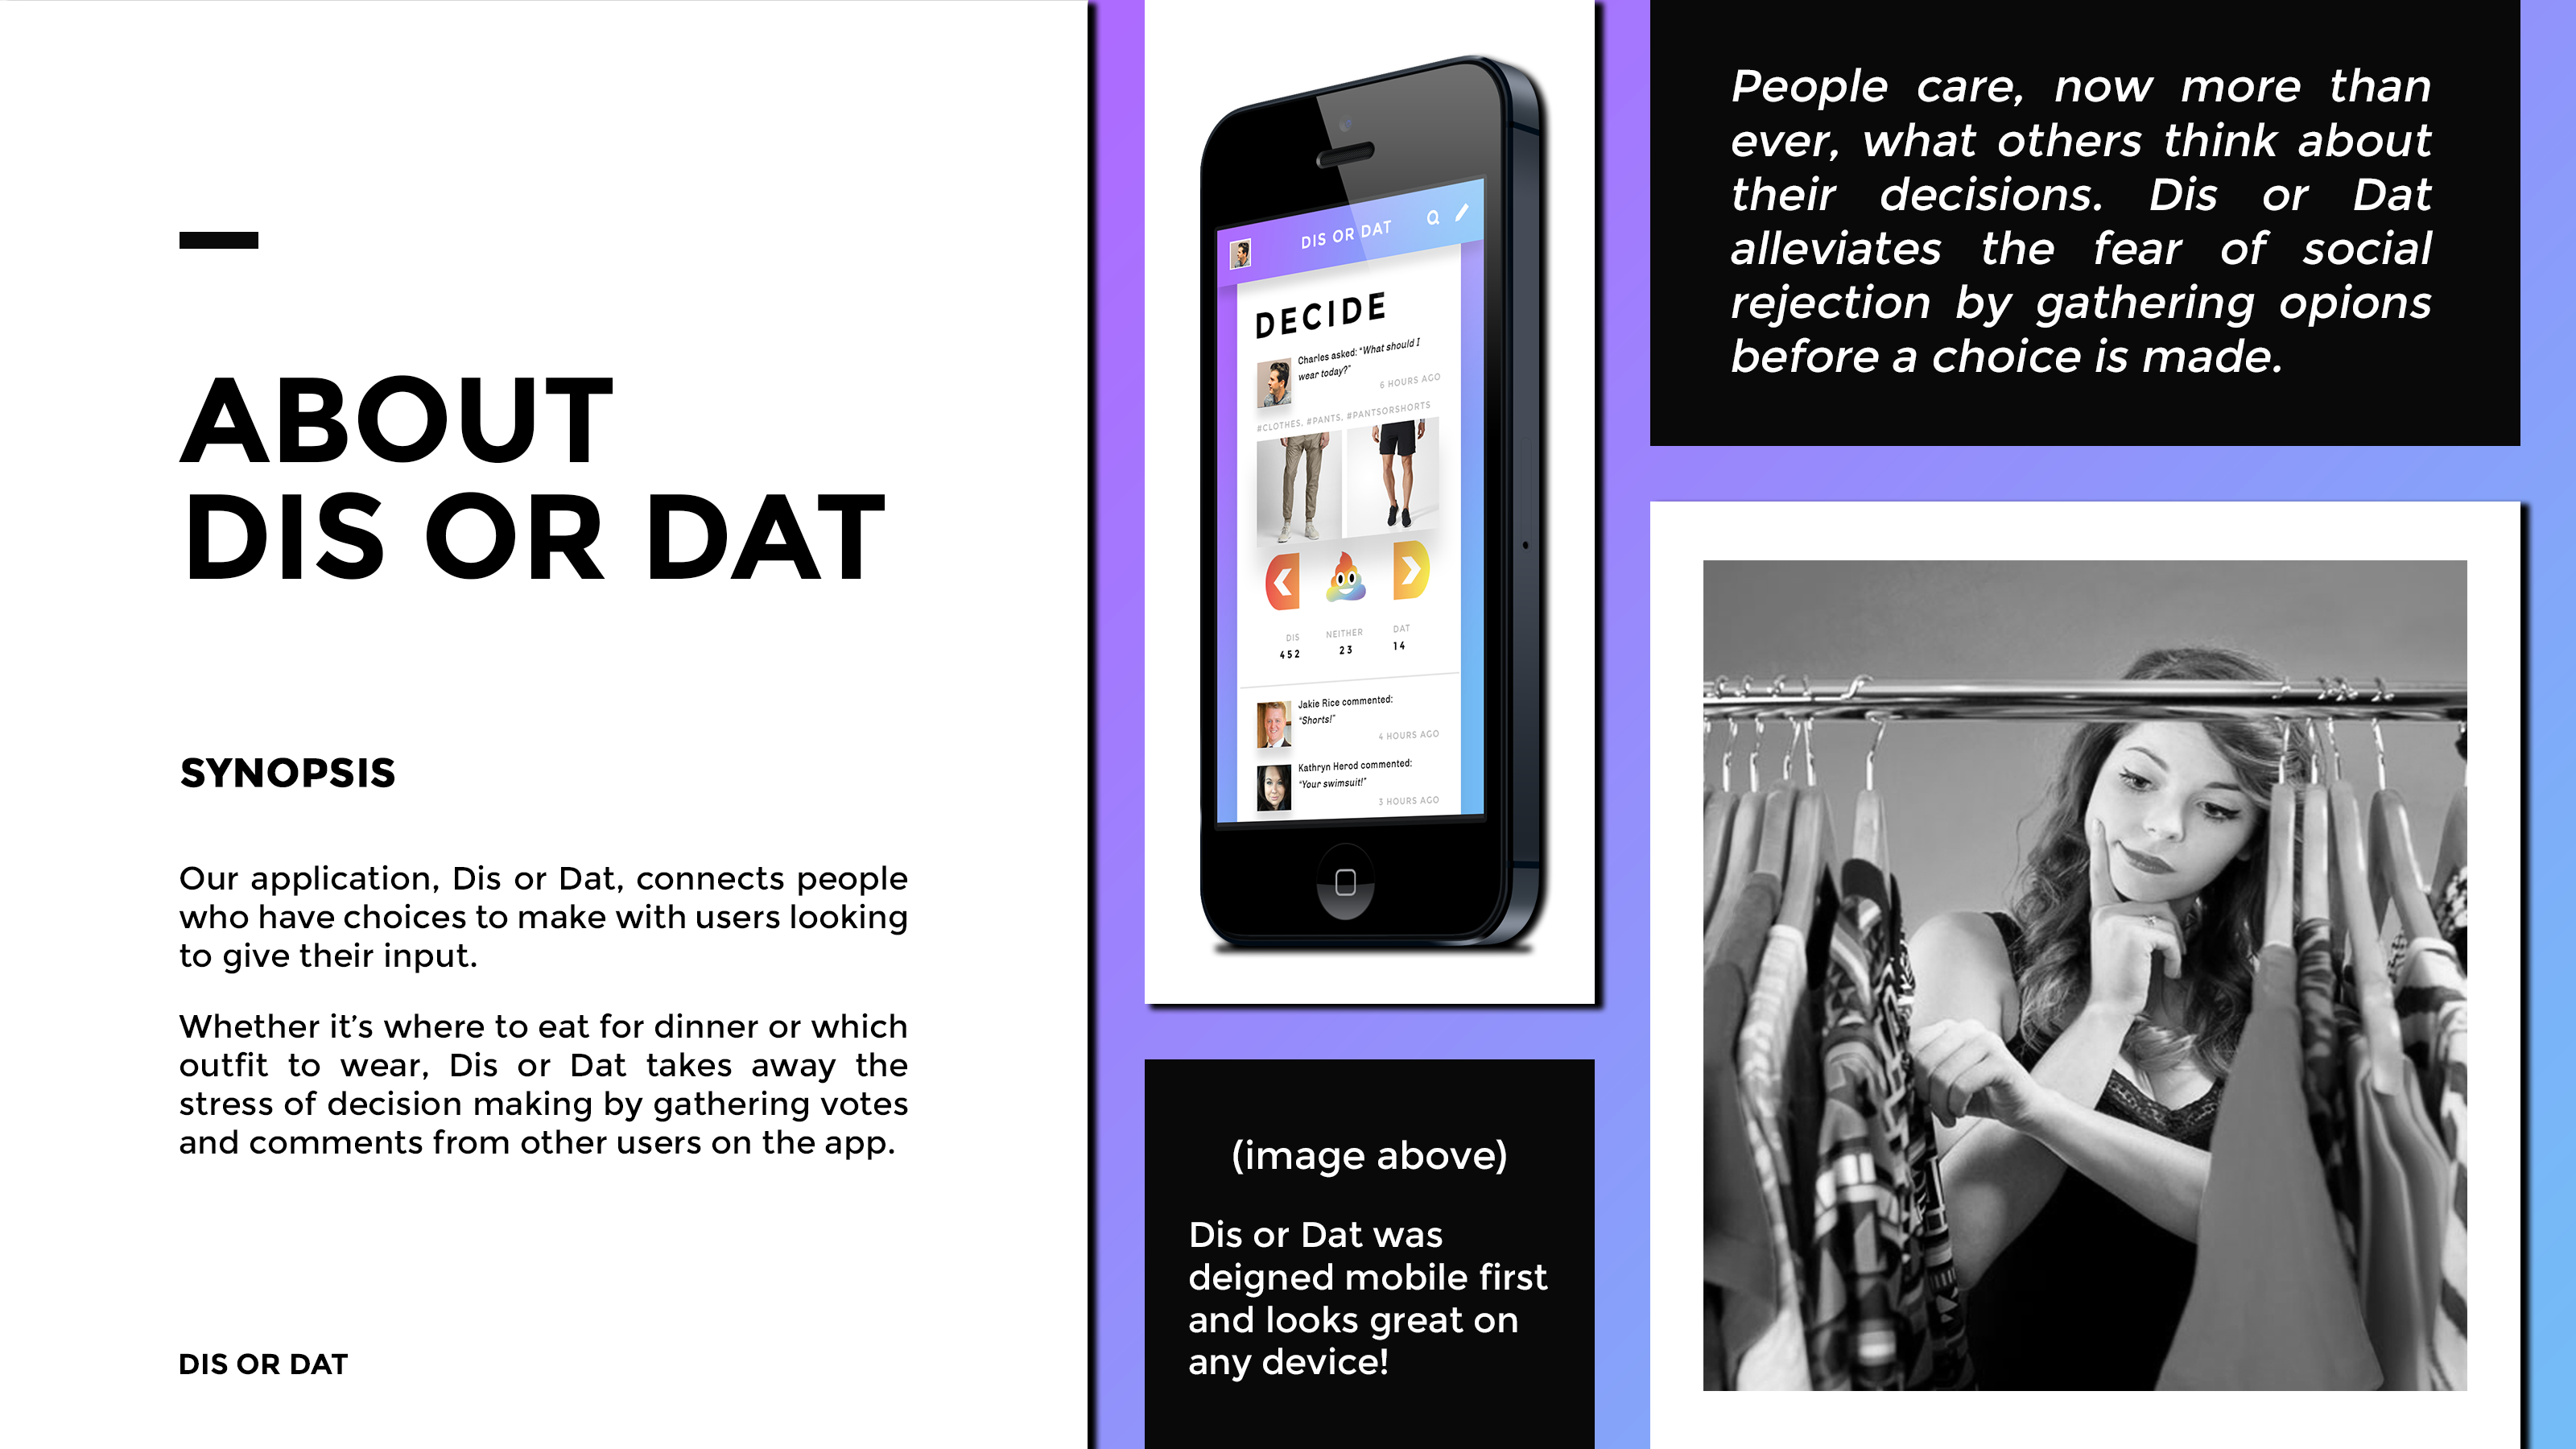 ABOUT
DIS OR DAT
SYNOPSIS
Our application, Dis or Dat, connects people
who have choices to make with users looking
to give their input.
Whether it’s where to eat for dinner or which
outfit to wear, Dis or Dat takes away the
stress of decision making by gathering votes
and comments from other users on the app.
DIS OR DAT
DIS OR DAT
DECIDE
Charles asked: “What should I
wear today?”
6 HOURS AGO
#CLOTHES, #PANTS, #PANTSORSHORTS
DIS NEITHER DAT
452 23 14
Jakie Rice commented:
“Shorts!”
4 HOURS AGO
Kathryn Herod commented:
“Your swimsuit!”
3 HOURS AGO
(image above)
Dis or Dat was
deigned mobile first
and looks great on
any device!
People care, now more than
ever, what others think about
their decisions. Dis or Dat
alleviates the fear of social
rejection by gathering opions
before a choice is made.